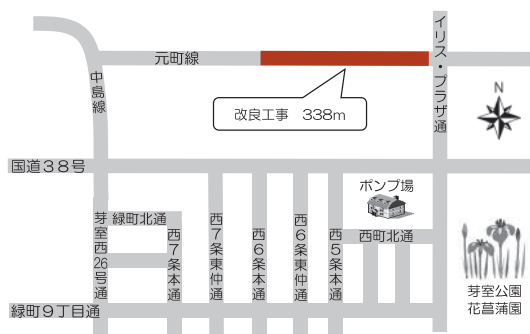 元町線
イリス・プラザ通
中島線
改良工事 338m
N
国道38号
ポンプ場
芽室西26号通
緑町北通
西7条本通
西7条東仲通
西6条本通
西6条東仲通
西5条本通
西町北通
芽室公園
花菖蒲園
緑町9丁目通